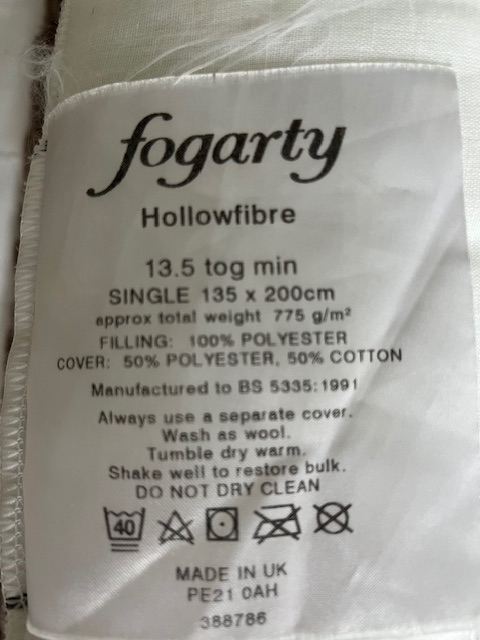 fogarty
Hollowfibre
13.5 tog min
SINGLE 135 x 200cm
approx total weight 775 g/m²
FILLING: 100% POLYESTER
COVER: 50% POLYESTER, 50% COTTON
Manufactured to BS 5335:1991
Always use a separate cover.
Wash as wool.
Tumble dry warm.
Shake well to restore bulk.
DO NOT DRY CLEAN
40
MADE IN UK
PE21 0AH
388786